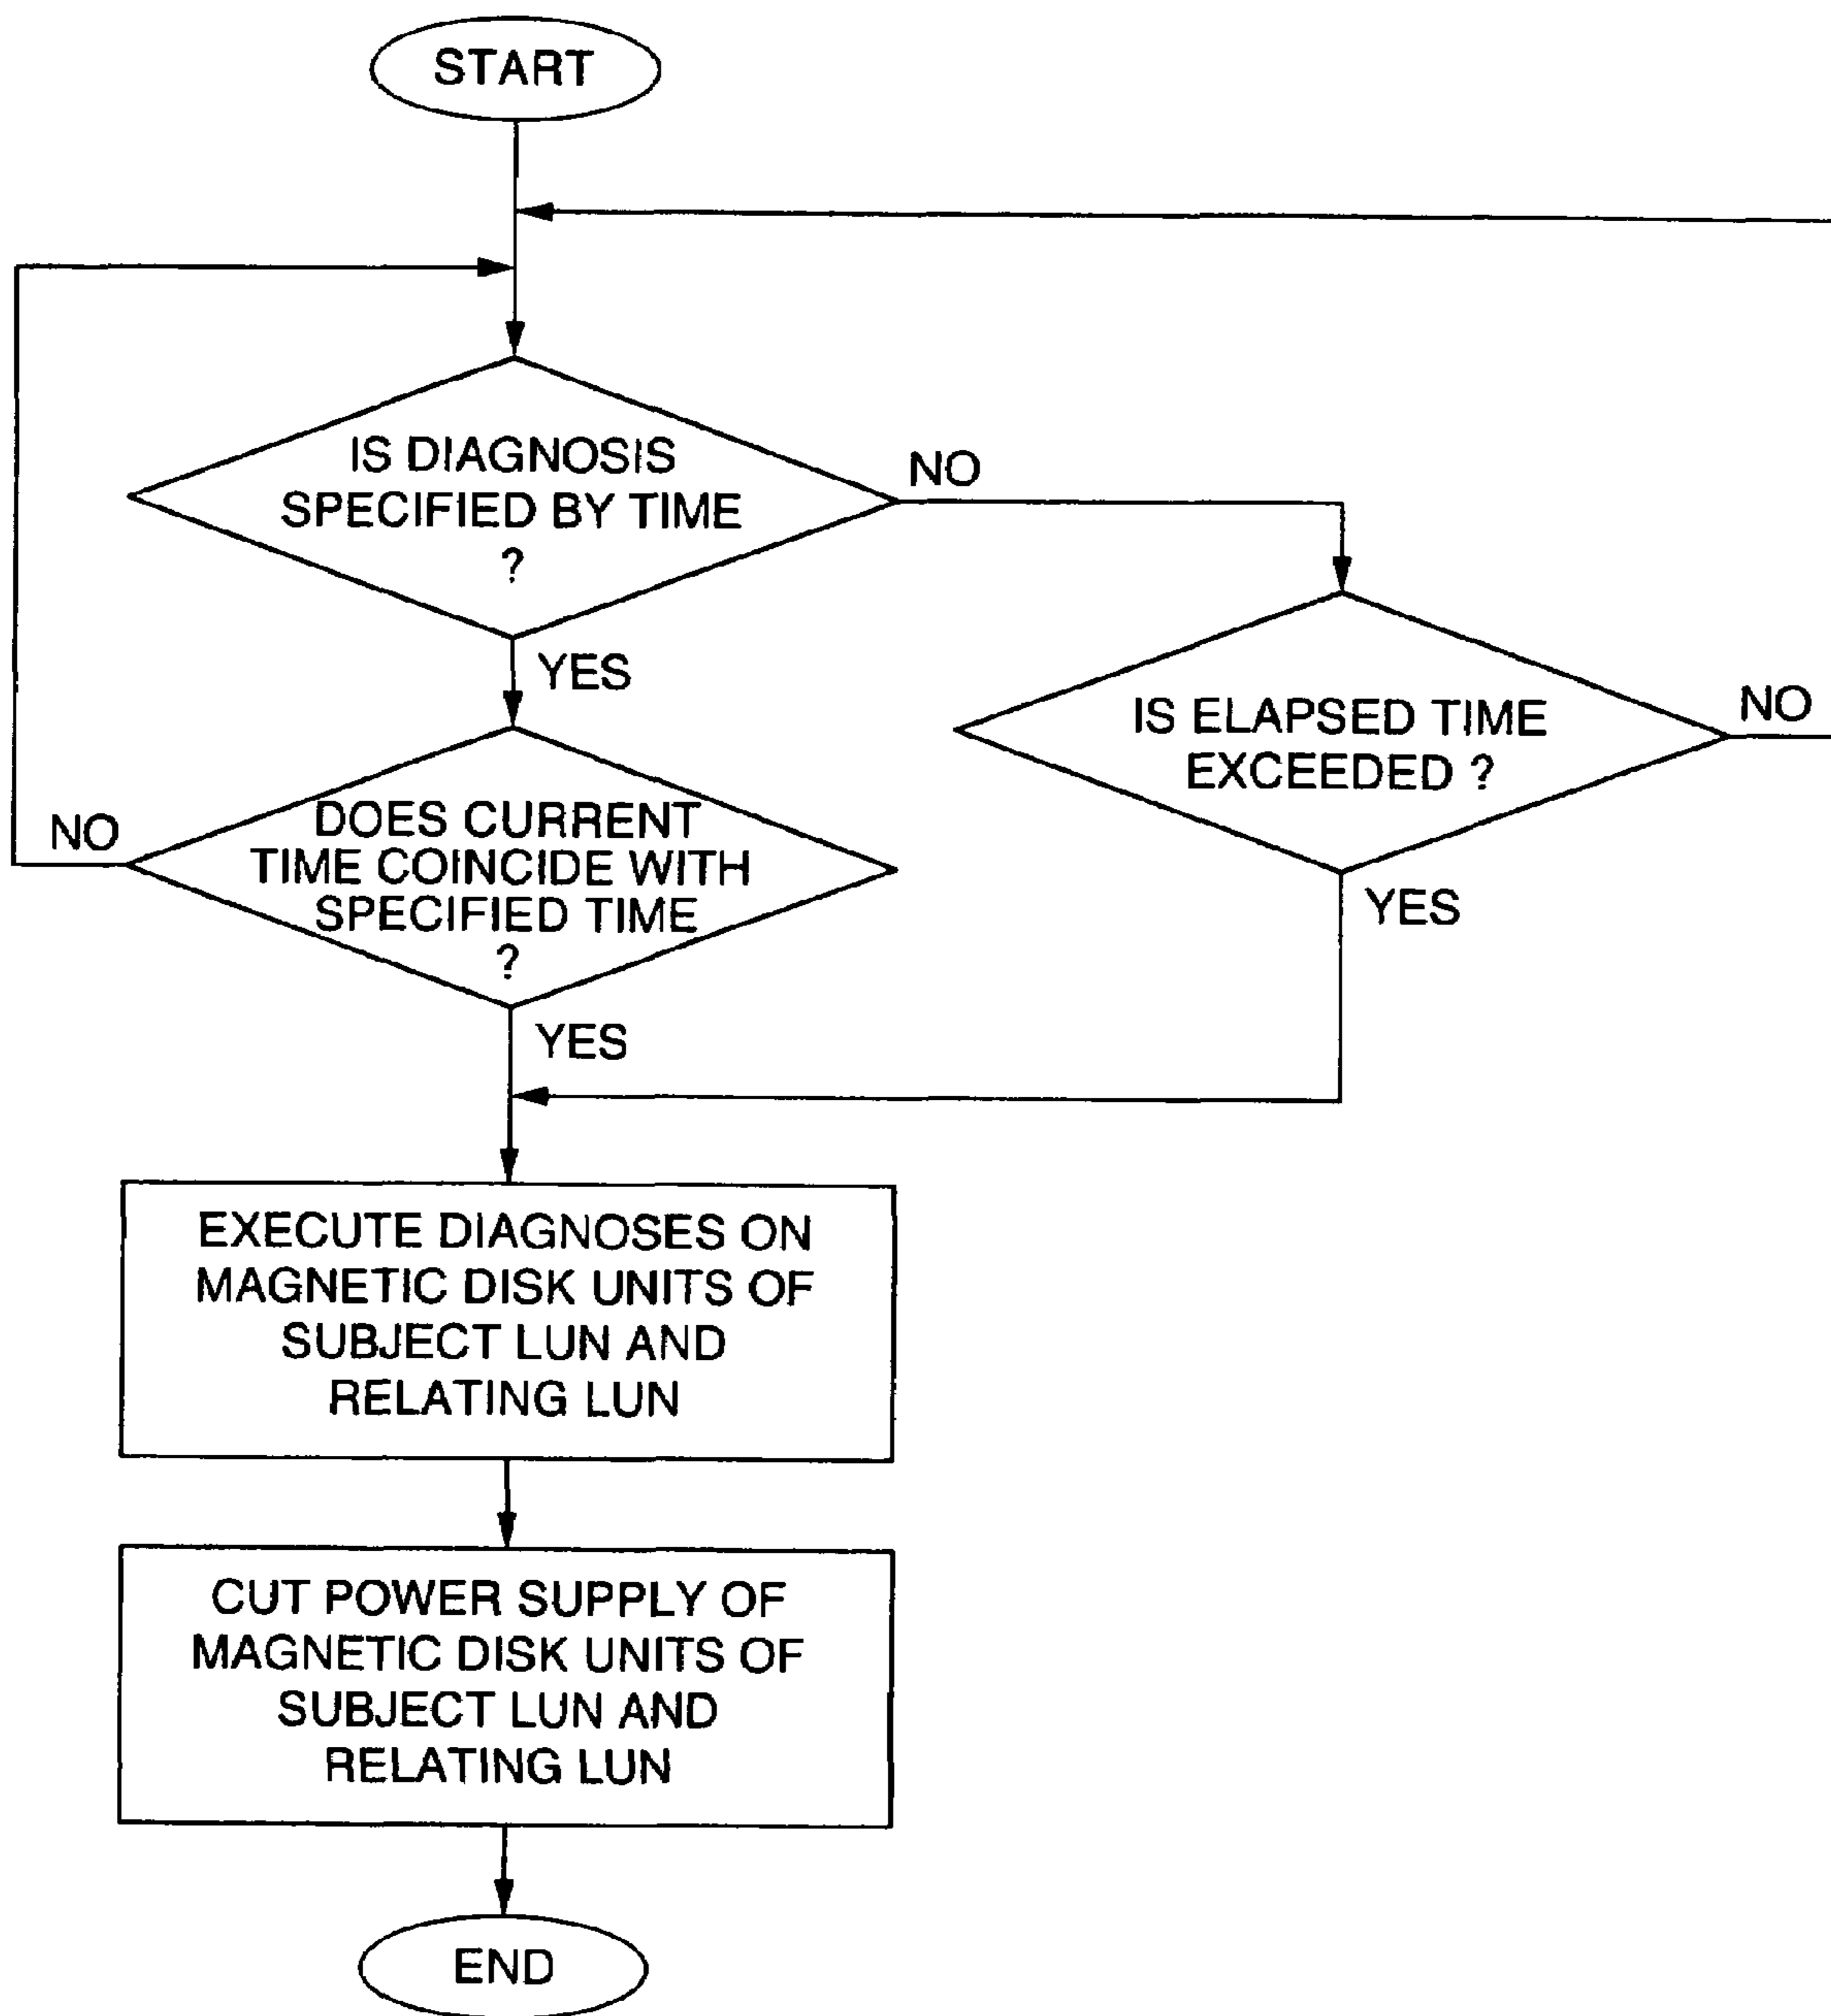 START
IS DIAGNOSIS
SPECIFIED BY TIME
?
NO
YES
IS ELAPSED TIME
EXCEEDED ?
NO
YES
DOES CURRENT
TIME COINCIDE WITH
SPECIFIED TIME
?
NO
YES
EXECUTE DIAGNOSES ON
MAGNETIC DISK UNITS OF
SUBJECT LUN AND
RELATING LUN
CUT POWER SUPPLY OF
MAGNETIC DISK UNITS OF
SUBJECT LUN AND
RELATING LUN
END